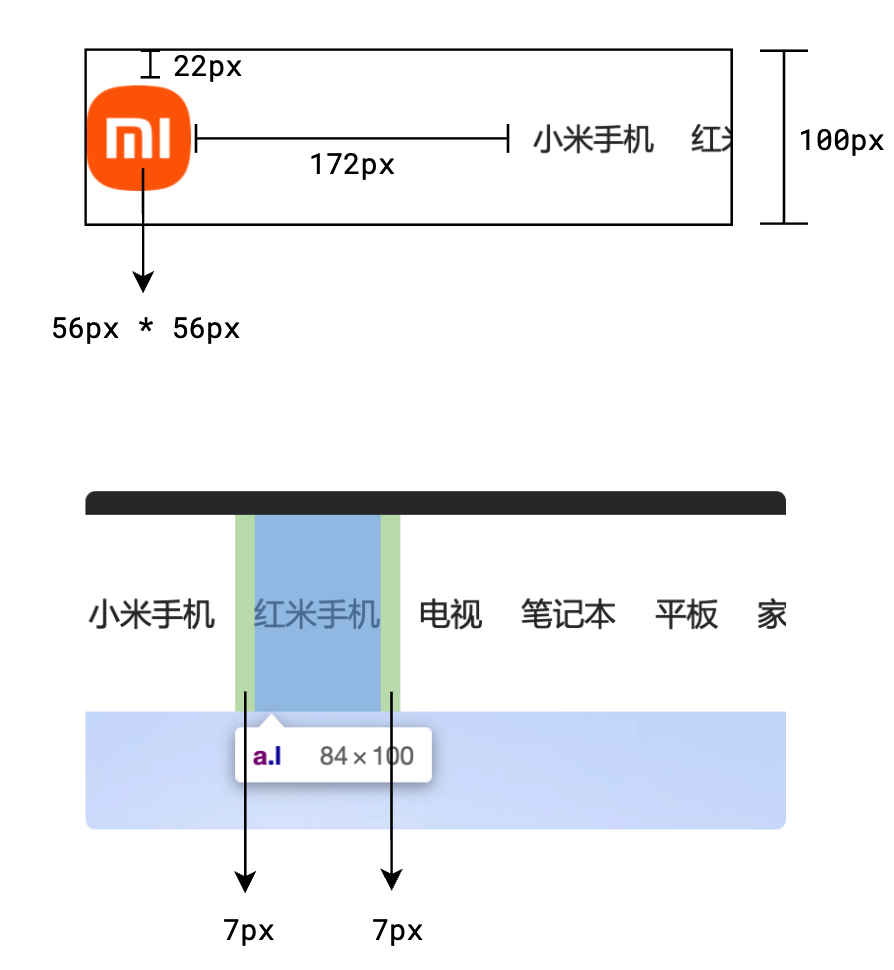 22px
mi
小米手机 红米
172px
100px
56px * 56px
小米手机 红米手机 电视 笔记本 平板 家
a.l 84 × 100
7px 7px